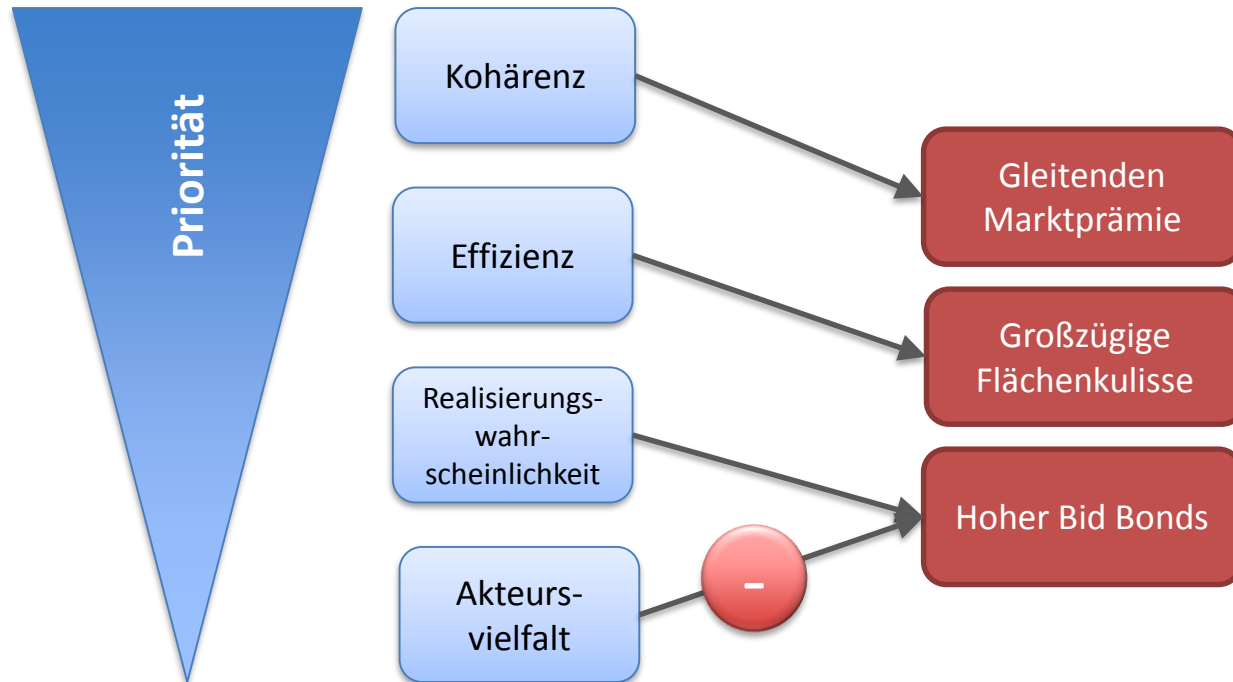 Priorität
Kohärenz
Gleitenden
Marktprämie
Effizienz
Großzügige
Flächenkulisse
Realisierungs-
wahr-
scheinlichkeit
Hoher Bid Bonds
-
Akteurs-
vielfalt